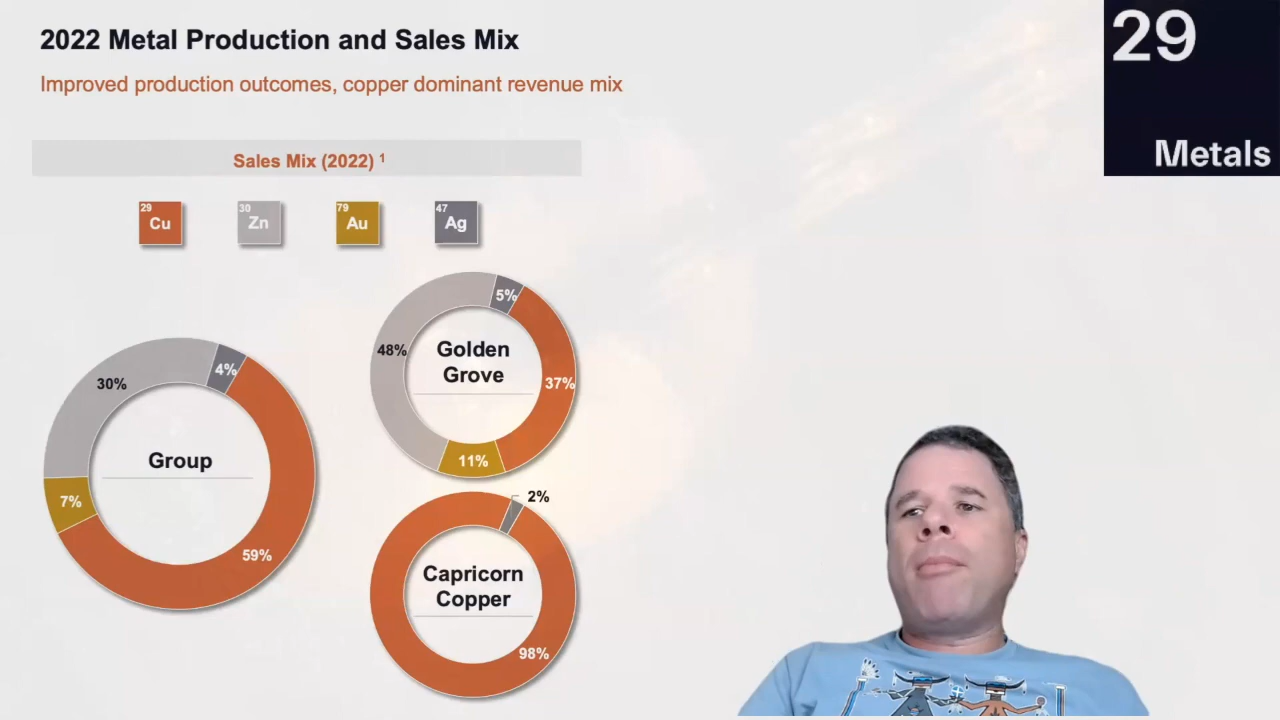 2022 Metal Production and Sales Mix
Improved production outcomes, copper dominant revenue mix
29
Metals
Sales Mix (2022) 1
29
Cu
30
Zn
79
Au
47
Ag
5%
48%
Golden
Grove
37%
11%
4%
30%
Group
7%
59%
2%
Capricorn
Copper
98%